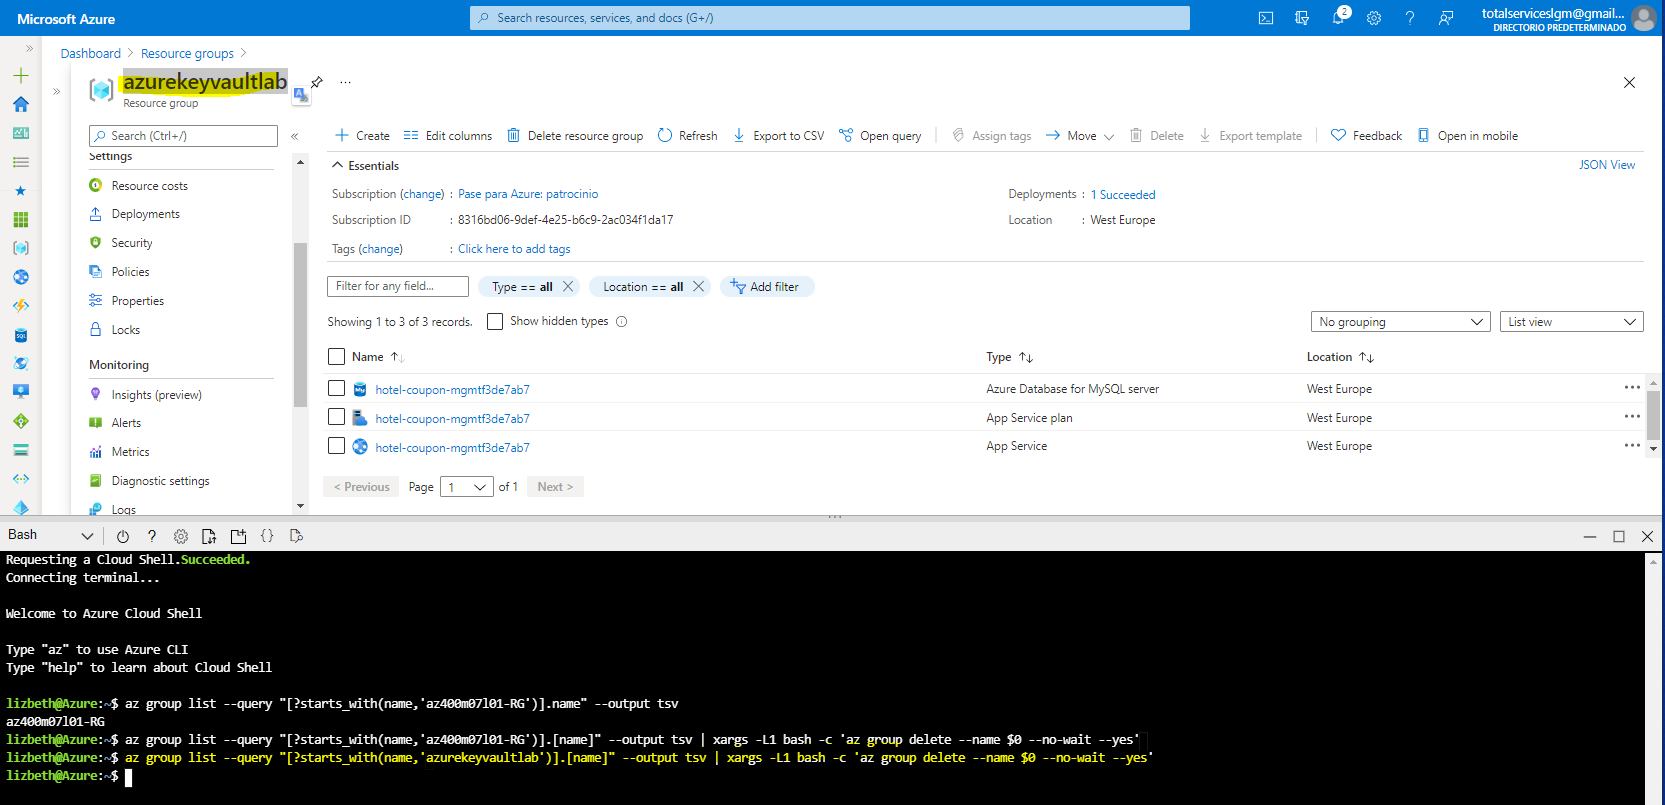 Microsoft Azure
Search resources, services, and docs (G+/)
2
totalserviceslgm@gmail...
DIRECTORIO PREDETERMINADO
Dashboard > Resource groups >
azurekeyvaultlab
Resource group
Search (Ctrl+/)
Settings
Resource costs
Deployments
Security
Policies
Properties
Locks
Monitoring
Insights (preview)
Alerts
Metrics
Diagnostic settings
Logs
Create Edit columns Delete resource group Refresh Export to CSV Open query Assign tags Move Delete Export template Feedback Open in mobile
Essentials
JSON View
Subscription (change) : Pase para Azure: patrocinio
Deployments : 1 Succeeded
Subscription ID : 8316bd06-9def-4e25-b6c9-2ac034f1da17
Location : West Europe
Tags (change) : Click here to add tags
Filter for any field... Type == all Location == all Add filter
Showing 1 to 3 of 3 records. Show hidden types
No grouping List view
Name Type Location
hotel-coupon-mgmtf3de7ab7 Azure Database for MySQL server West Europe
hotel-coupon-mgmtf3de7ab7 App Service plan West Europe
hotel-coupon-mgmtf3de7ab7 App Service West Europe
< Previous Page 1 of 1 Next >
Bash
Requesting a Cloud Shell.Succeeded.
Connecting terminal...
Welcome to Azure Cloud Shell
Type "az" to use Azure CLI
Type "help" to learn about Cloud Shell
lizbeth@Azure:~$ az group list --query "[?starts_with(name,'az400m07l01-RG')].name" --output tsv
az400m07l01-RG
lizbeth@Azure:~$ az group list --query "[?starts_with(name,'az400m07l01-RG')].[name]" --output tsv | xargs -L1 bash -c 'az group delete --name $0 --no-wait --yes'
lizbeth@Azure:~$ az group list --query "[?starts_with(name,'azurekeyvaultlab')].[name]" --output tsv | xargs -L1 bash -c 'az group delete --name $0 --no-wait --yes'
lizbeth@Azure:~$